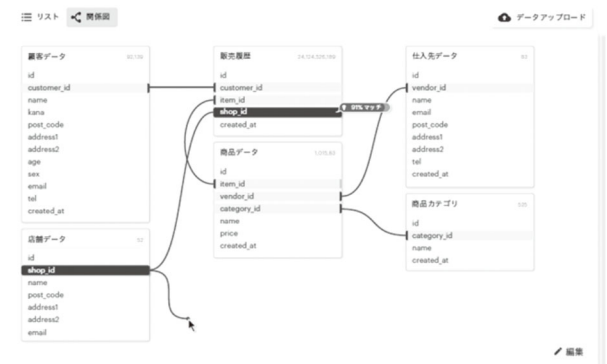 リスト
関係図
データアップロード
顧客データ
id
customer_id
name
kana
post_code
address1
address2
age
sex
email
tel
created_at
店舗データ
52
id
shop_id
name
post_code
address1
address2
email
販売履歴
id
customer_id
item_id
shop_id
91% マッチ
created_at
商品データ
id
item_id
vendor_id
category_id
name
price
created_at
仕入先データ
id
vendor_id
name
email
post_code
address1
address2
tel
created_at
商品カテゴリ
id
category_id
name
created_at
編集